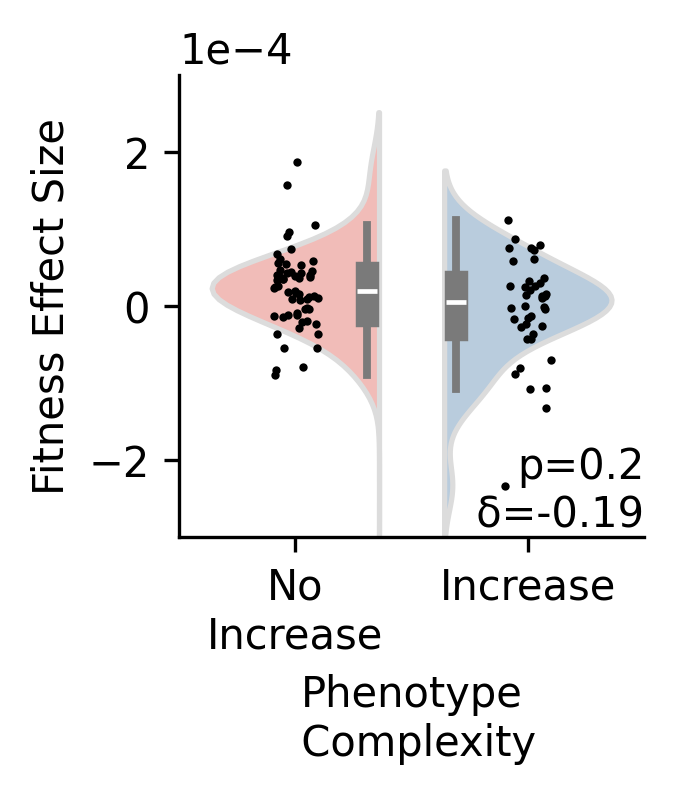 1e−4
Fitness Effect Size
2
0
−2
p=0.2
δ=-0.19
No
Increase
Increase
Phenotype
Complexity